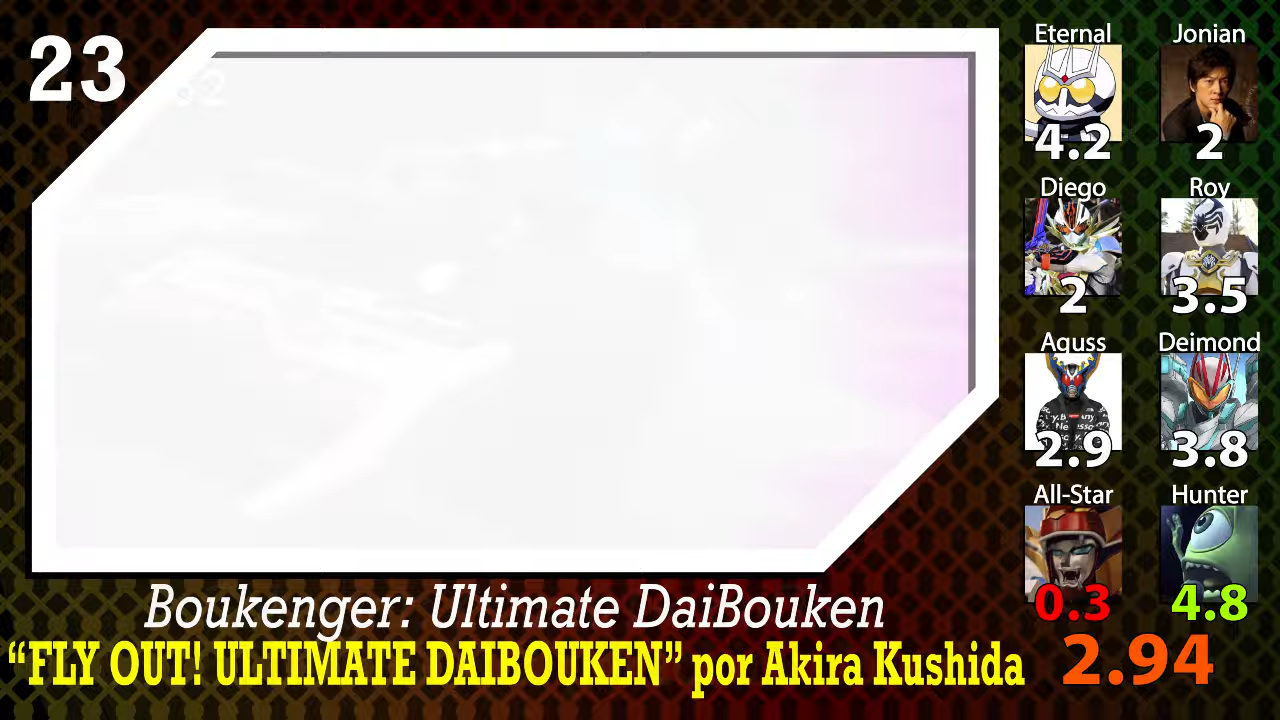 23
Eternal
4.2
Jonian
2
Diego
2
Roy
3.5
Aquss
2.9
Deimond
3.8
All-Star
0.3
Hunter
4.8
Boukenger: Ultimate DaiBouken
“FLY OUT! ULTIMATE DAIBOUKEN” por Akira Kushida
2.94